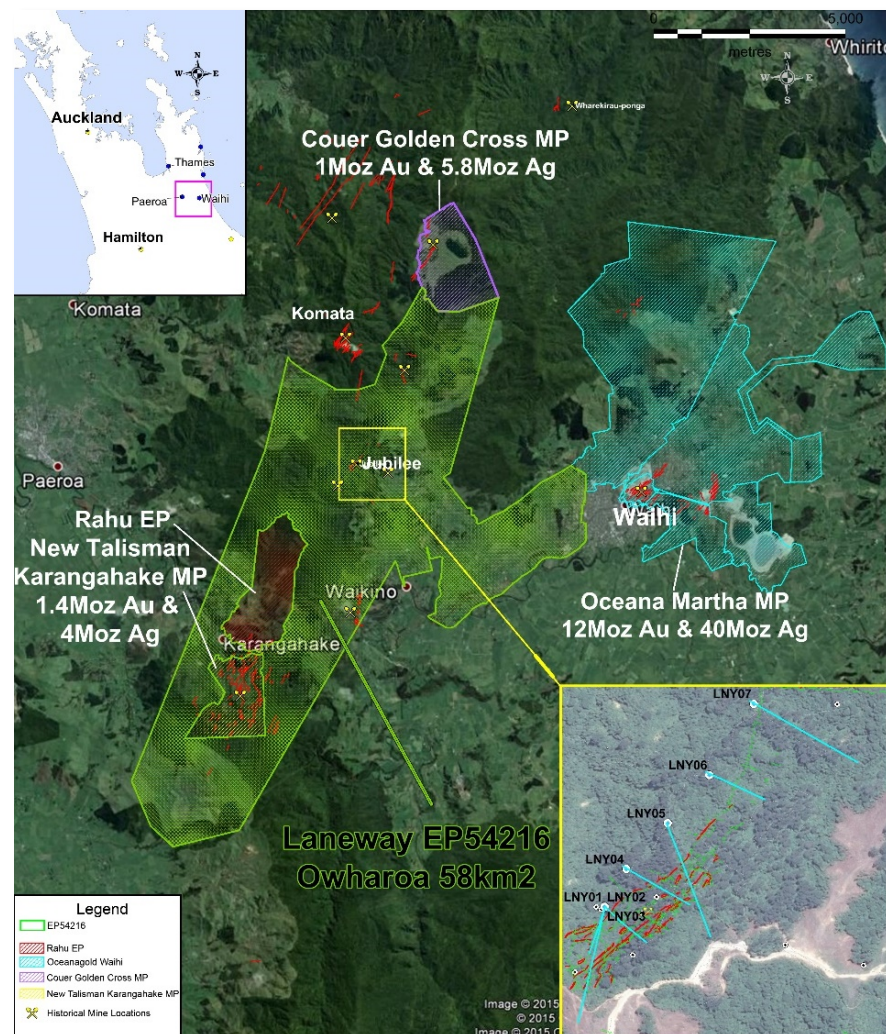 0
5,000
metres
Whirito
N
W E
S
N
W E
S
Auckland
Thames
Paeroa
Waihi
Hamilton
Wharekirau-ponga
Couer Golden Cross MP
1Moz Au & 5.8Moz Ag
Komata
Komata
Paeroa
Jubilee
Waihi
Rahu EP
New Talisman
Karangahake MP
1.4Moz Au &
4Moz Ag
Waikino
Karangahake
Oceana Martha MP
12Moz Au & 40Moz Ag
LNY07
LNY06
LNY05
LNY04
LNY01 LNY02
LNY03
Laneway EP54216
Owharoa 58km2
Legend
EP54216
Rahu EP
Oceanagold Waihi
Couer Golden Cross MP
New Talisman Karangahake MP
Historical Mine Locations
Image © 2015
© 2015
Image © 2015 C